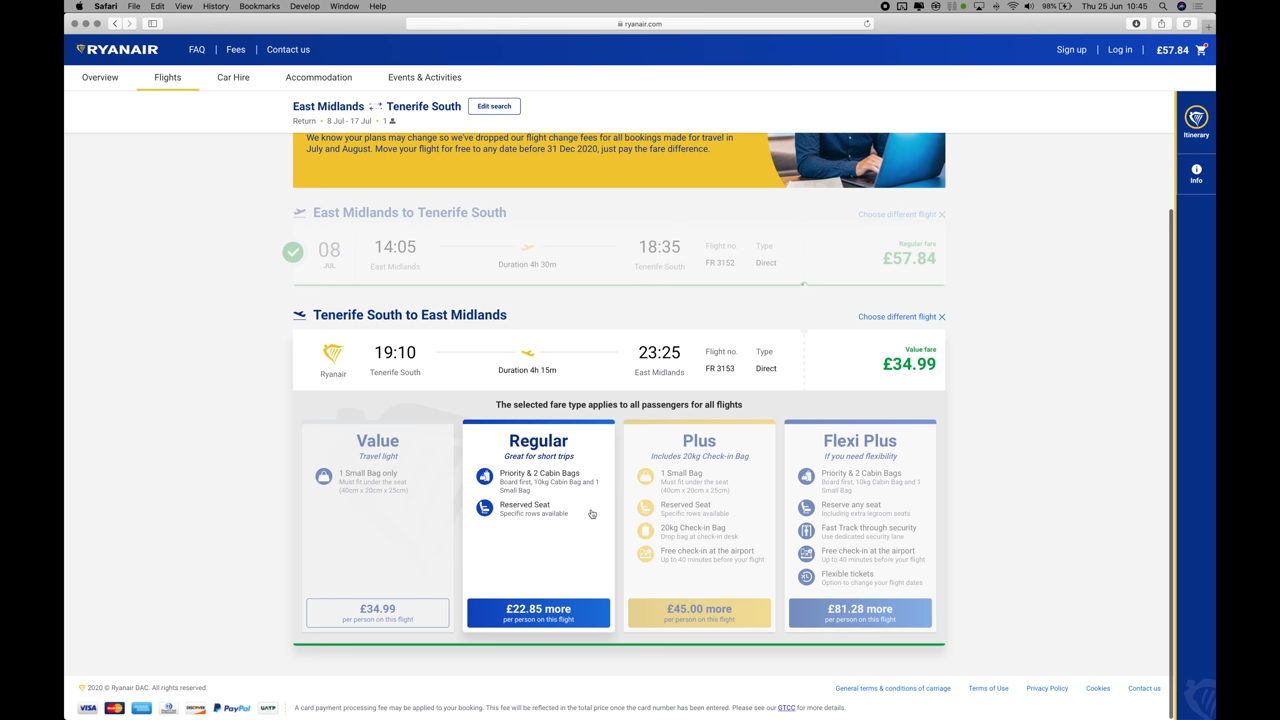 Safari File Edit View History Bookmarks Develop Window Help 98% Thu 25 Jun 10:45
ryanair.com
RYANAIR FAQ Fees Contact us Sign up Log in £57.84
Overview Flights Car Hire Accommodation Events & Activities
East Midlands Tenerife South Edit search
Return • 8 Jul - 17 Jul • 1
Itinerary
Info
We know your plans may change so we've dropped our flight change fees for all bookings made for travel in
July and August. Move your flight for free to any date before 31 Dec 2020, just pay the fare difference.
East Midlands to Tenerife South Choose different flight
08 14:05 18:35 Flight no Type Regular fare
JUL East Midlands Duration 4h 30m Tenerife South FR 3152 Direct £57.84
Tenerife South to East Midlands Choose different flight
19:10 23:25 Flight no. Type Value fare
Ryanair Tenerife South Duration 4h 15m East Midlands FR 3153 Direct £34.99
The selected fare type applies to all passengers for all flights
Value
Travel light
1 Small Bag only
Must fit under the seat
(40cm x 20cm x 25cm)
£34.99
per person on this flight
Regular
Great for short trips
Priority & 2 Cabin Bags
Board first, 10kg Cabin Bag and 1
Small Bag
Reserved Seat
Specific rows available
£22.85 more
per person on this flight
Plus
Includes 20kg Check-in Bag
1 Small Bag
Must fit under the seat
(40cm x 20cm x 25cm)
Reserved Seat
Specific rows available
20kg Check-in Bag
Drop bag at check-in desk
Free check-in at the airport
Up to 40 minutes before your flight
£45.00 more
per person on this flight
Flexi Plus
If you need flexibility
Priority & 2 Cabin Bags
Board first, 10kg Cabin Bag and 1
Small Bag
Reserve any seat
Including extra legroom seats
Fast Track through security
Use dedicated security lane
Free check-in at the airport
Up to 40 minutes before your flight
Flexible tickets
Option to change your flight dates
£81.28 more
per person on this flight
2020 © Ryanair DAC. All rights reserved. General terms & conditions of carriage Terms of Use Privacy Policy Cookies Contact us
VISA DISCOVER PayPal UATP A card payment processing fee may be applied to your booking. This fee will be reflected in the total price once the card number has been entered. Please see our GTCC for more details.